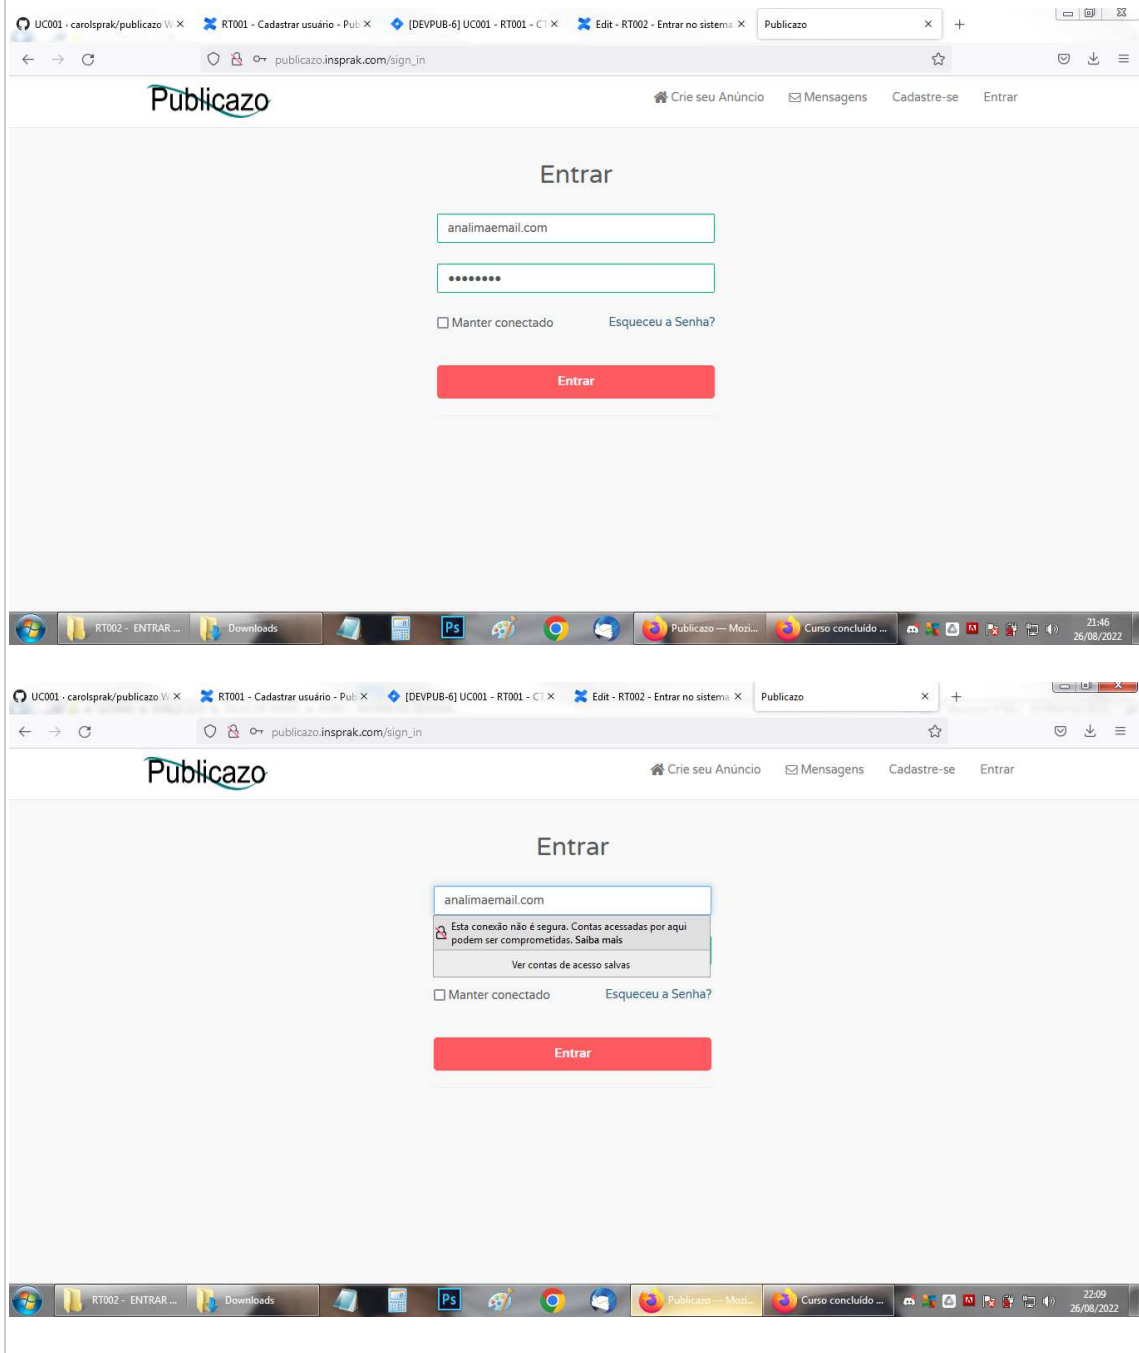 UC001 · carolsprak/publicazo W
RT001 - Cadastrar usuário - Pub
[DEVPUB-6] UC001 - RT001 - CT
Edit - RT002 - Entrar no sistema
Publicazo
publicazo.insprak.com/sign_in
Publicazo
Crie seu Anúncio
Mensagens
Cadastre-se
Entrar
Entrar
analimaemail.com
Manter conectado
Esqueceu a Senha?
Entrar
RT002 - ENTRAR ...
Downloads
Ps
Publicazo — Mozi...
Curso concluído ...
21:46
26/08/2022
UC001 · carolsprak/publicazo W
RT001 - Cadastrar usuário - Pub
[DEVPUB-6] UC001 - RT001 - CT
Edit - RT002 - Entrar no sistema
Publicazo
publicazo.insprak.com/sign_in
Publicazo
Crie seu Anúncio
Mensagens
Cadastre-se
Entrar
Entrar
analimaemail.com
Esta conexão não é segura. Contas acessadas por aqui
podem ser comprometidas. Saiba mais
Ver contas de acesso salvas
Manter conectado
Esqueceu a Senha?
Entrar
RT002 - ENTRAR ...
Downloads
Ps
Publicazo — Mozi...
Curso concluído ...
22:09
26/08/2022